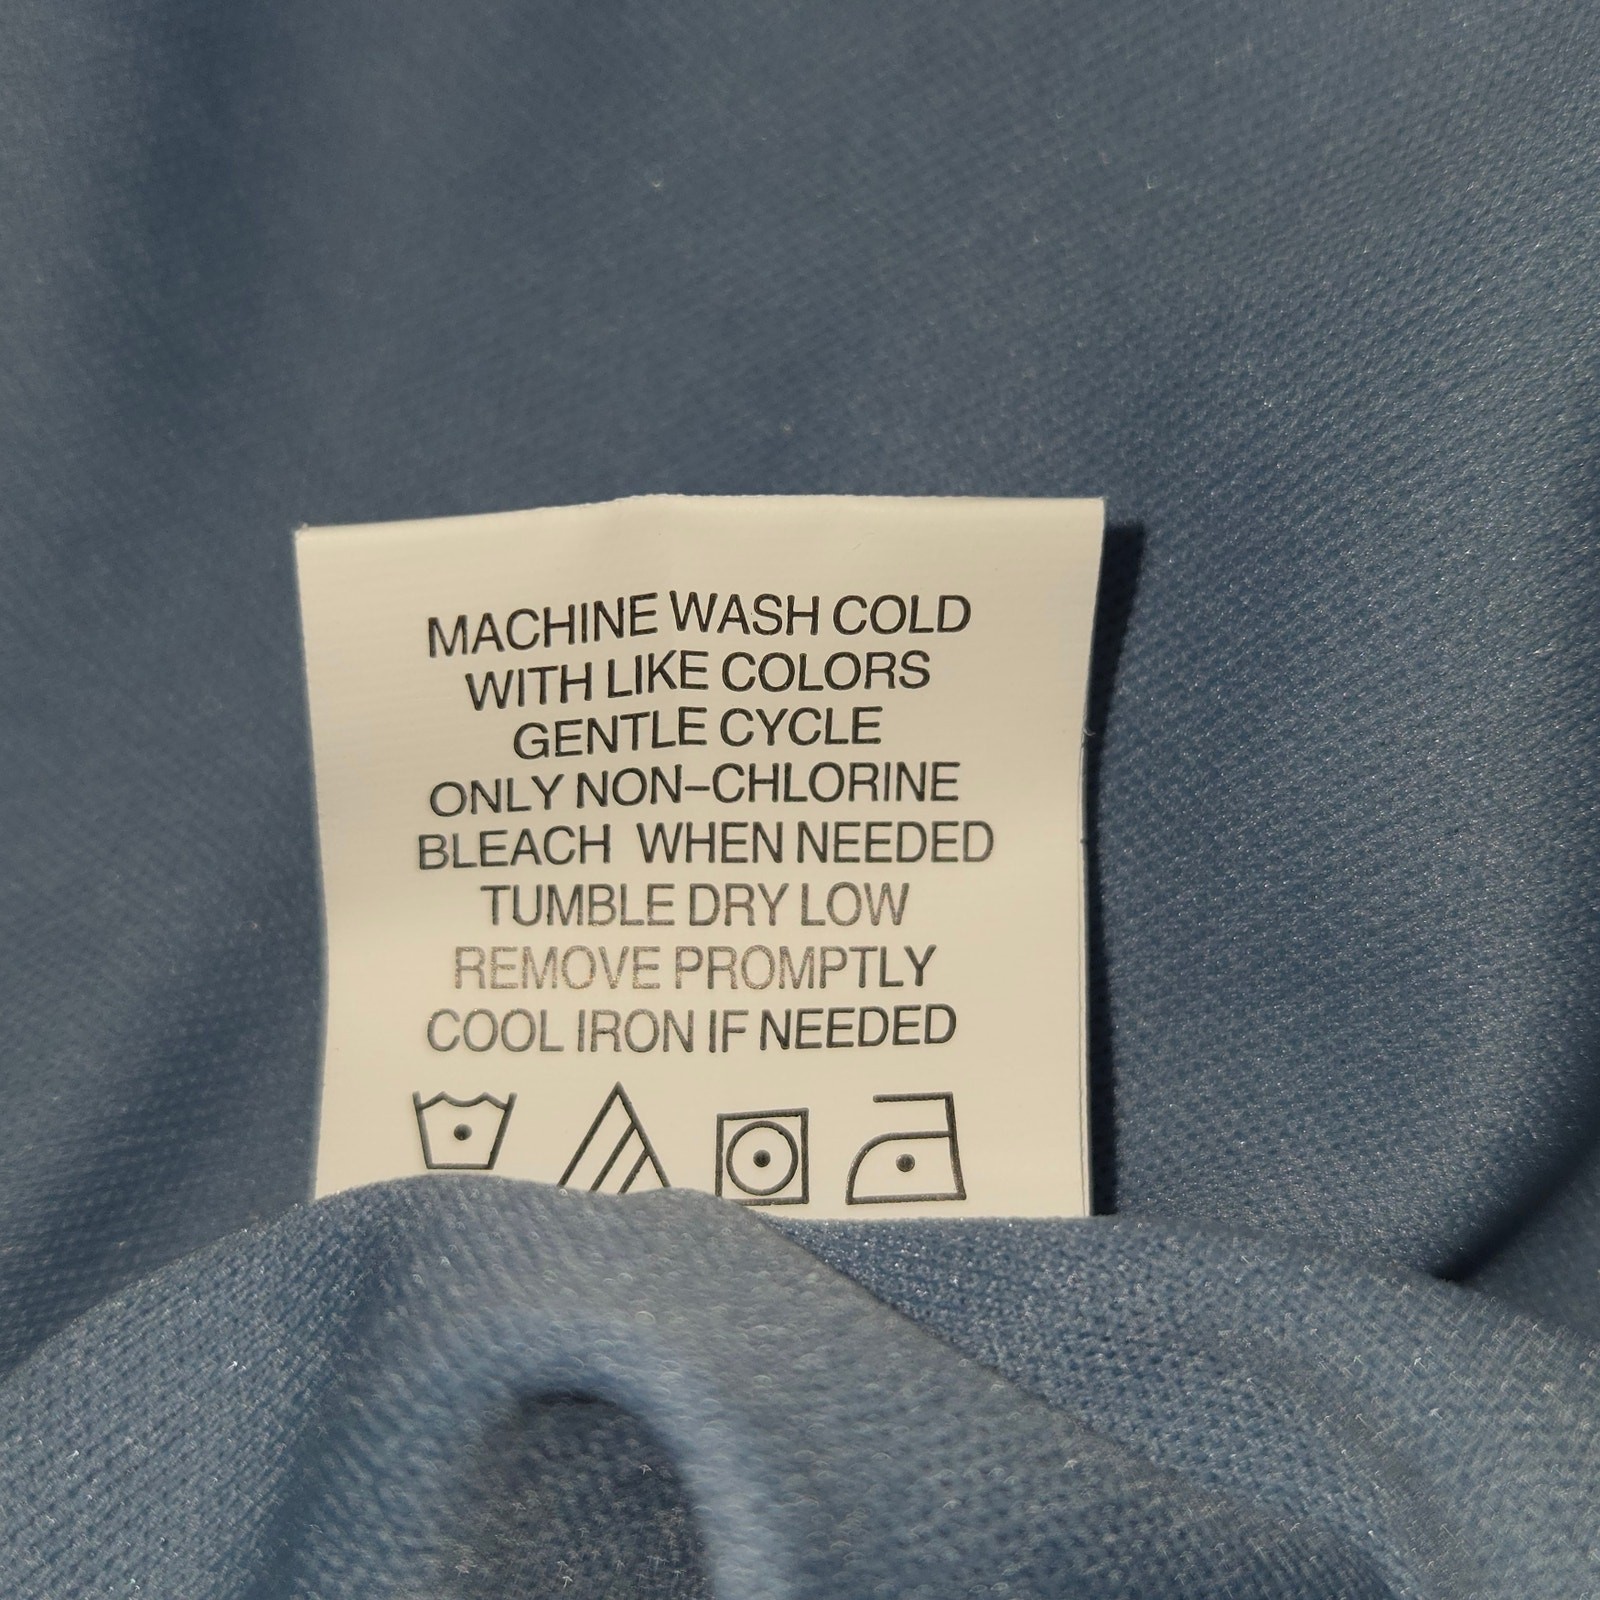 MACHINE WASH COLD
WITH LIKE COLORS
GENTLE CYCLE
ONLY NON-CHLORINE
BLEACH WHEN NEEDED
TUMBLE DRY LOW
REMOVE PROMPTLY
COOL IRON IF NEEDED